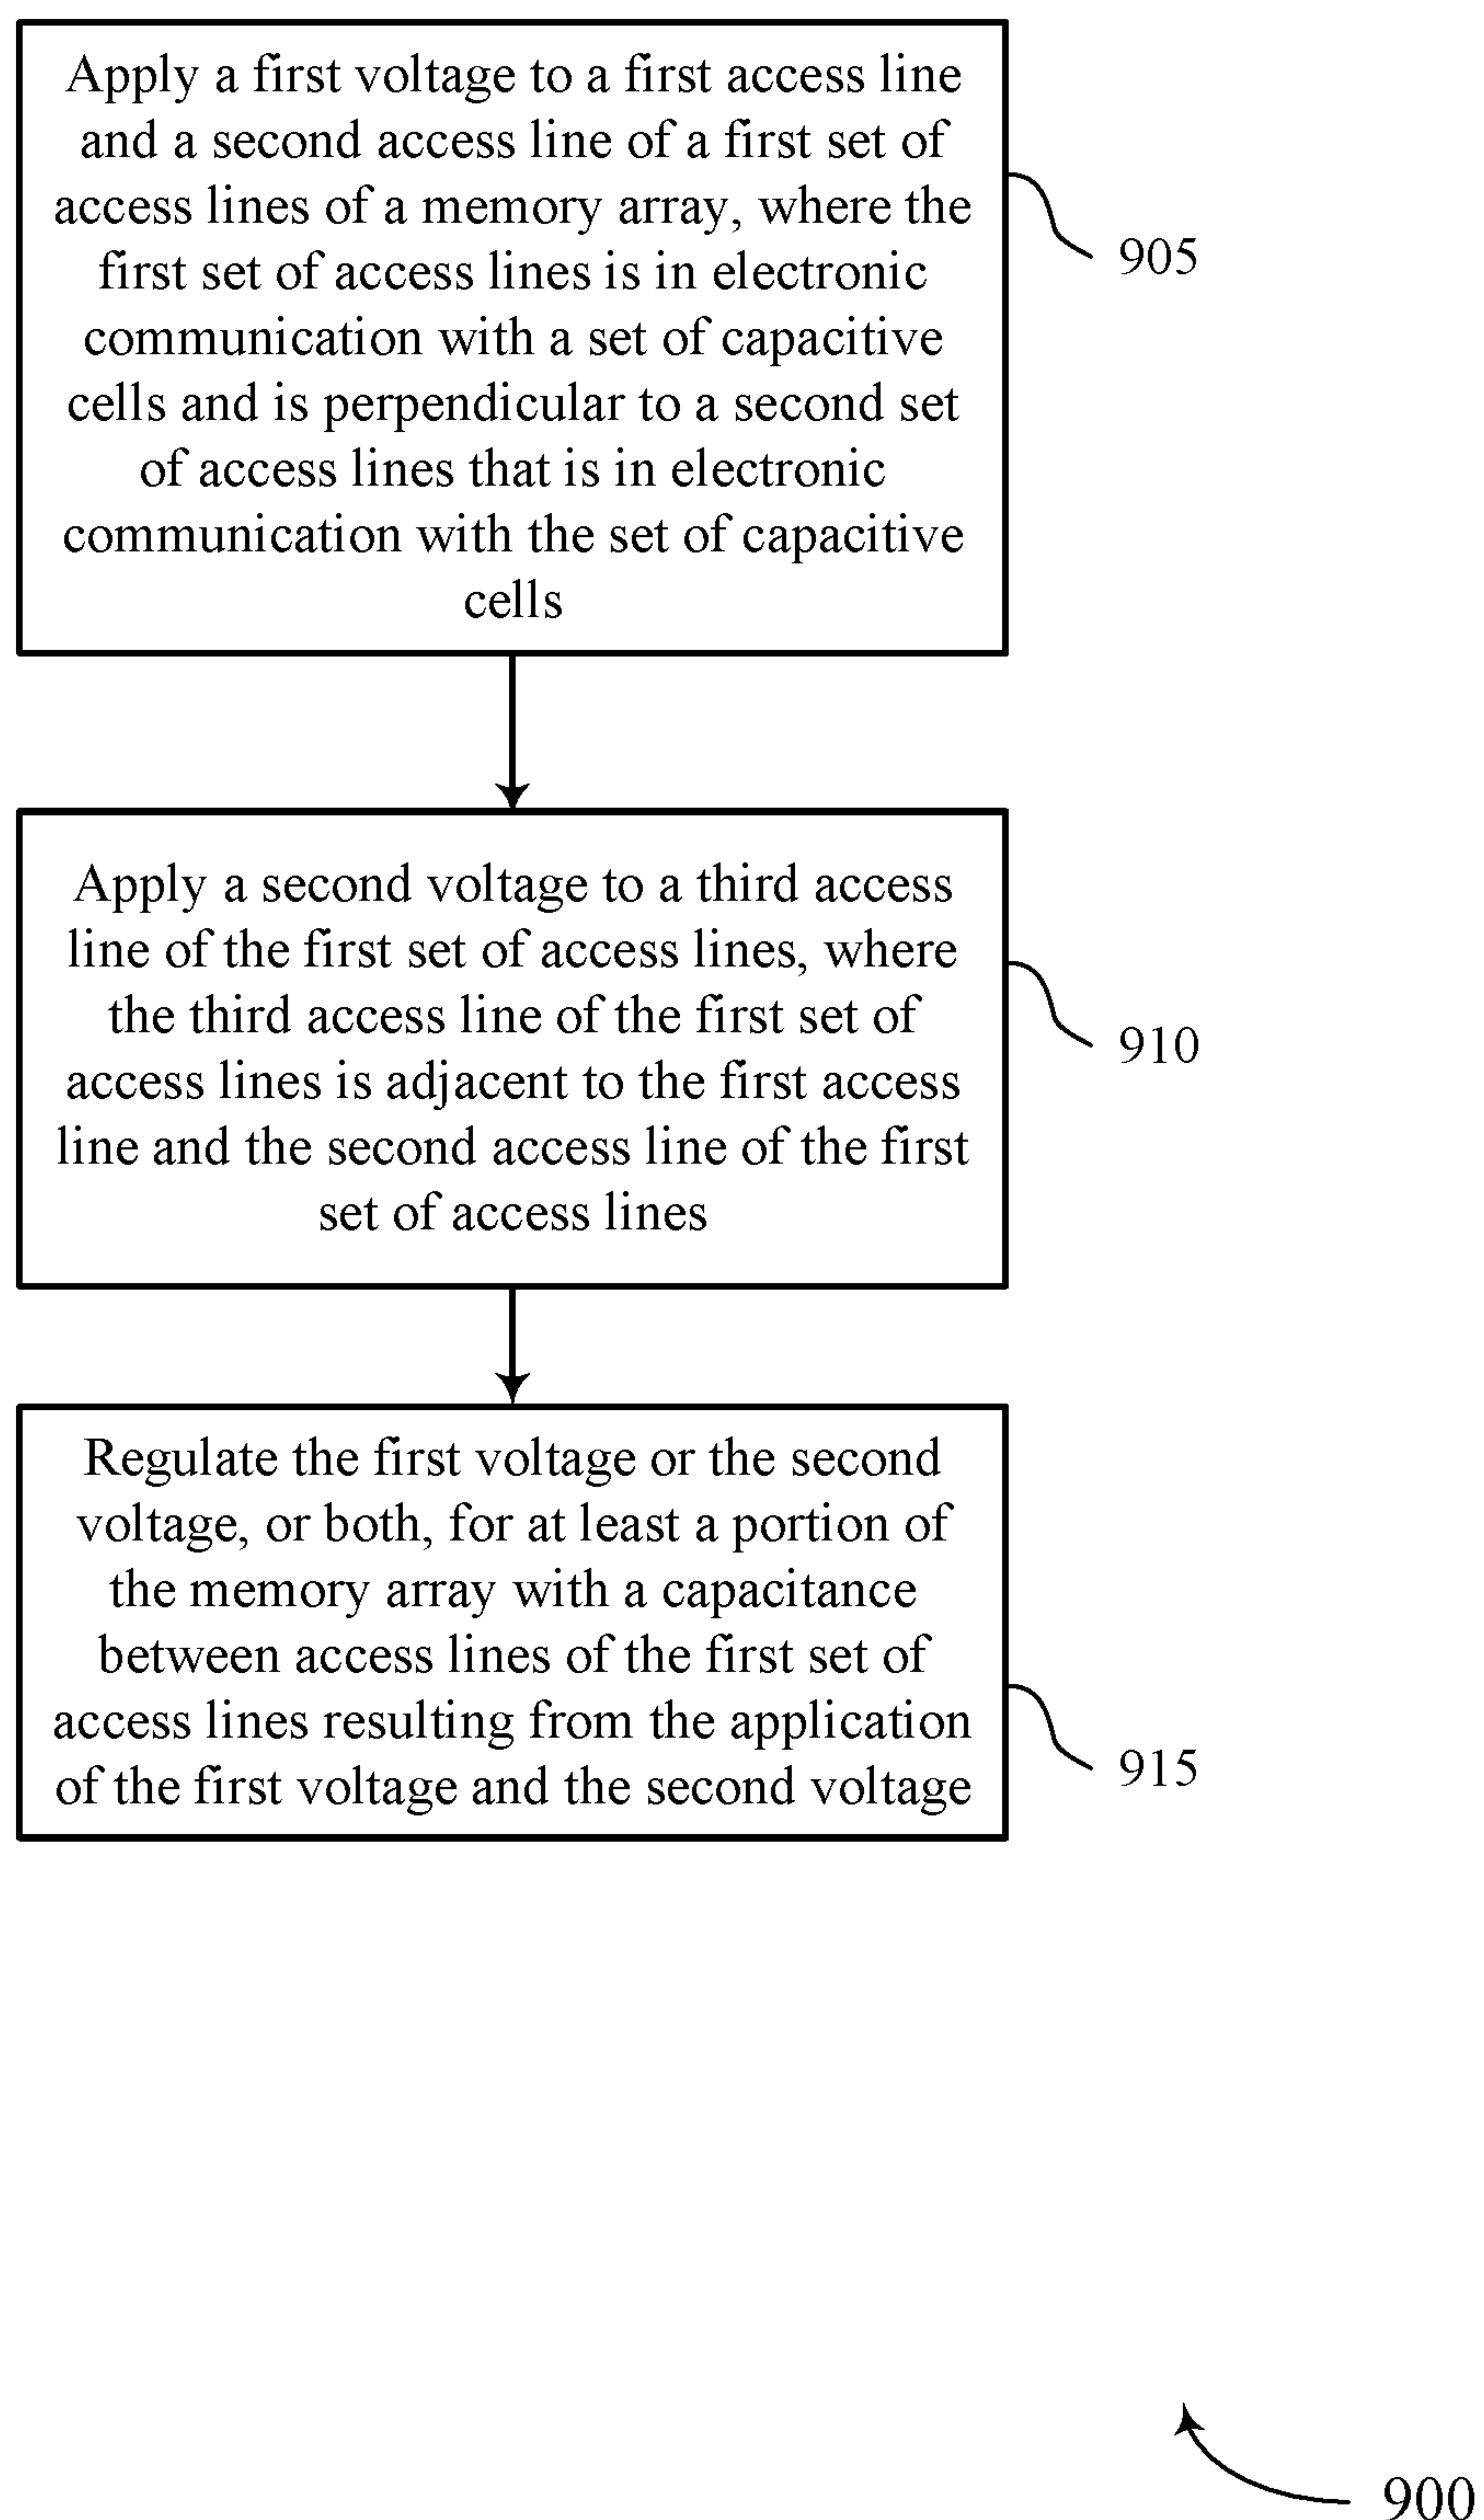 Apply a first voltage to a first access line
and a second access line of a first set of
access lines of a memory array, where the
first set of access lines is in electronic
communication with a set of capacitive
cells and is perpendicular to a second set
of access lines that is in electronic
communication with the set of capacitive
cells
905
Apply a second voltage to a third access
line of the first set of access lines, where
the third access line of the first set of
access lines is adjacent to the first access
line and the second access line of the first
set of access lines
910
Regulate the first voltage or the second
voltage, or both, for at least a portion of
the memory array with a capacitance
between access lines of the first set of
access lines resulting from the application
of the first voltage and the second voltage
915
900